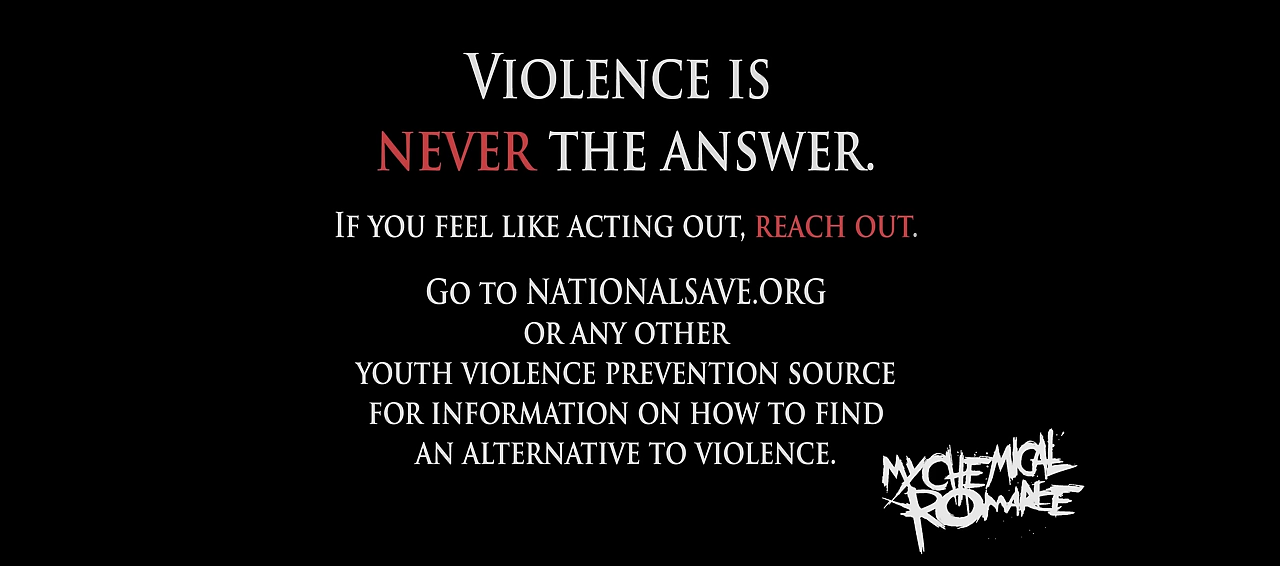 VIOLENCE IS
NEVER THE ANSWER.
IF YOU FEEL LIKE ACTING OUT, REACH OUT.
GO TO NATIONALSAVE.ORG
OR ANY OTHER
YOUTH VIOLENCE PREVENTION SOURCE
FOR INFORMATION ON HOW TO FIND
AN ALTERNATIVE TO VIOLENCE.
MY CHEMICAL
ROMANCE